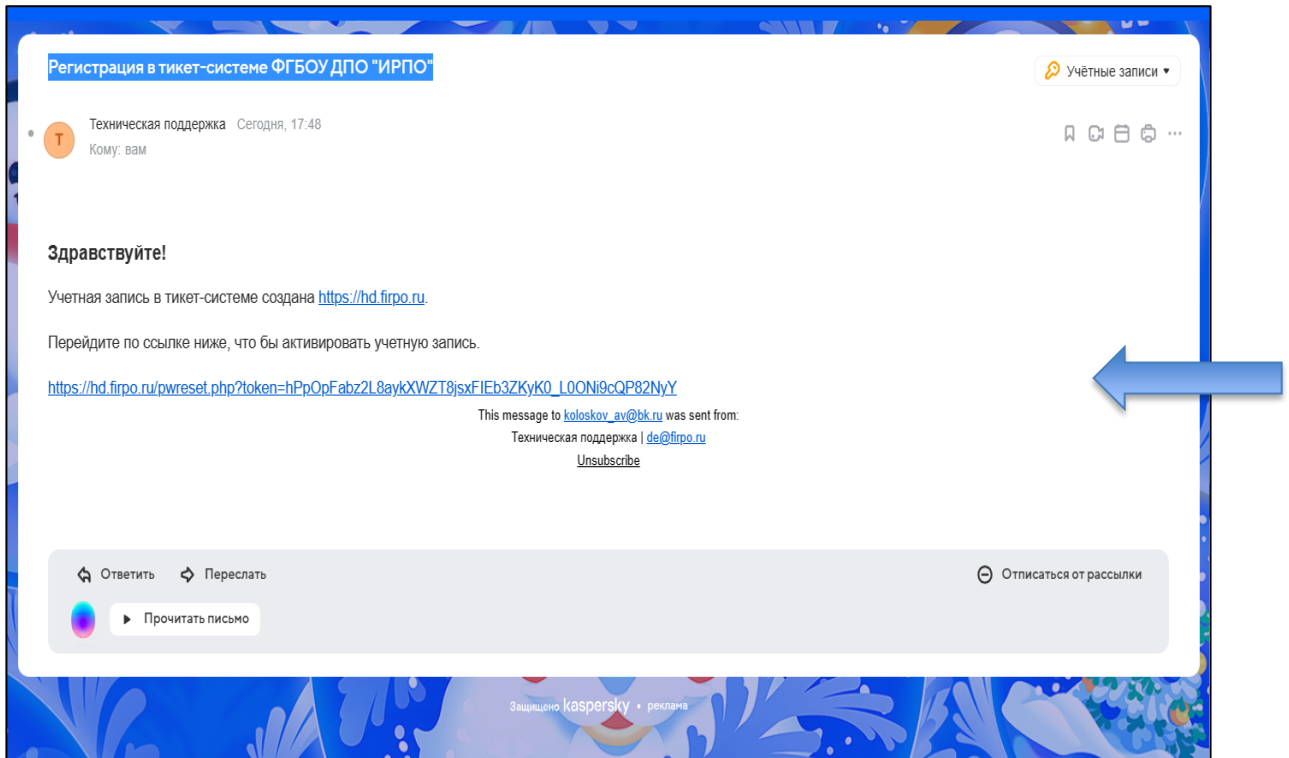 Регистрация в тикет-системе ФГБОУ ДПО "ИРПО"
Учётные записи
Т
Техническая поддержка Сегодня, 17:48
Кому: вам
Здравствуйте!
Учетная запись в тикет-системе создана https://hd.firpo.ru.
Перейдите по ссылке ниже, что бы активировать учетную запись.
https://hd.firpo.ru/pwreset.php?token=hPpOpFabz2L8aykXWZT8jsxFIEb3ZKyK0_L0ONi9cQP82NyY
This message to koloskov_av@bk.ru was sent from:
Техническая поддержка | de@firpo.ru
Unsubscribe
Ответить Переслать Отписаться от рассылки
Прочитать письмо
Защищено kaspersky • реклама